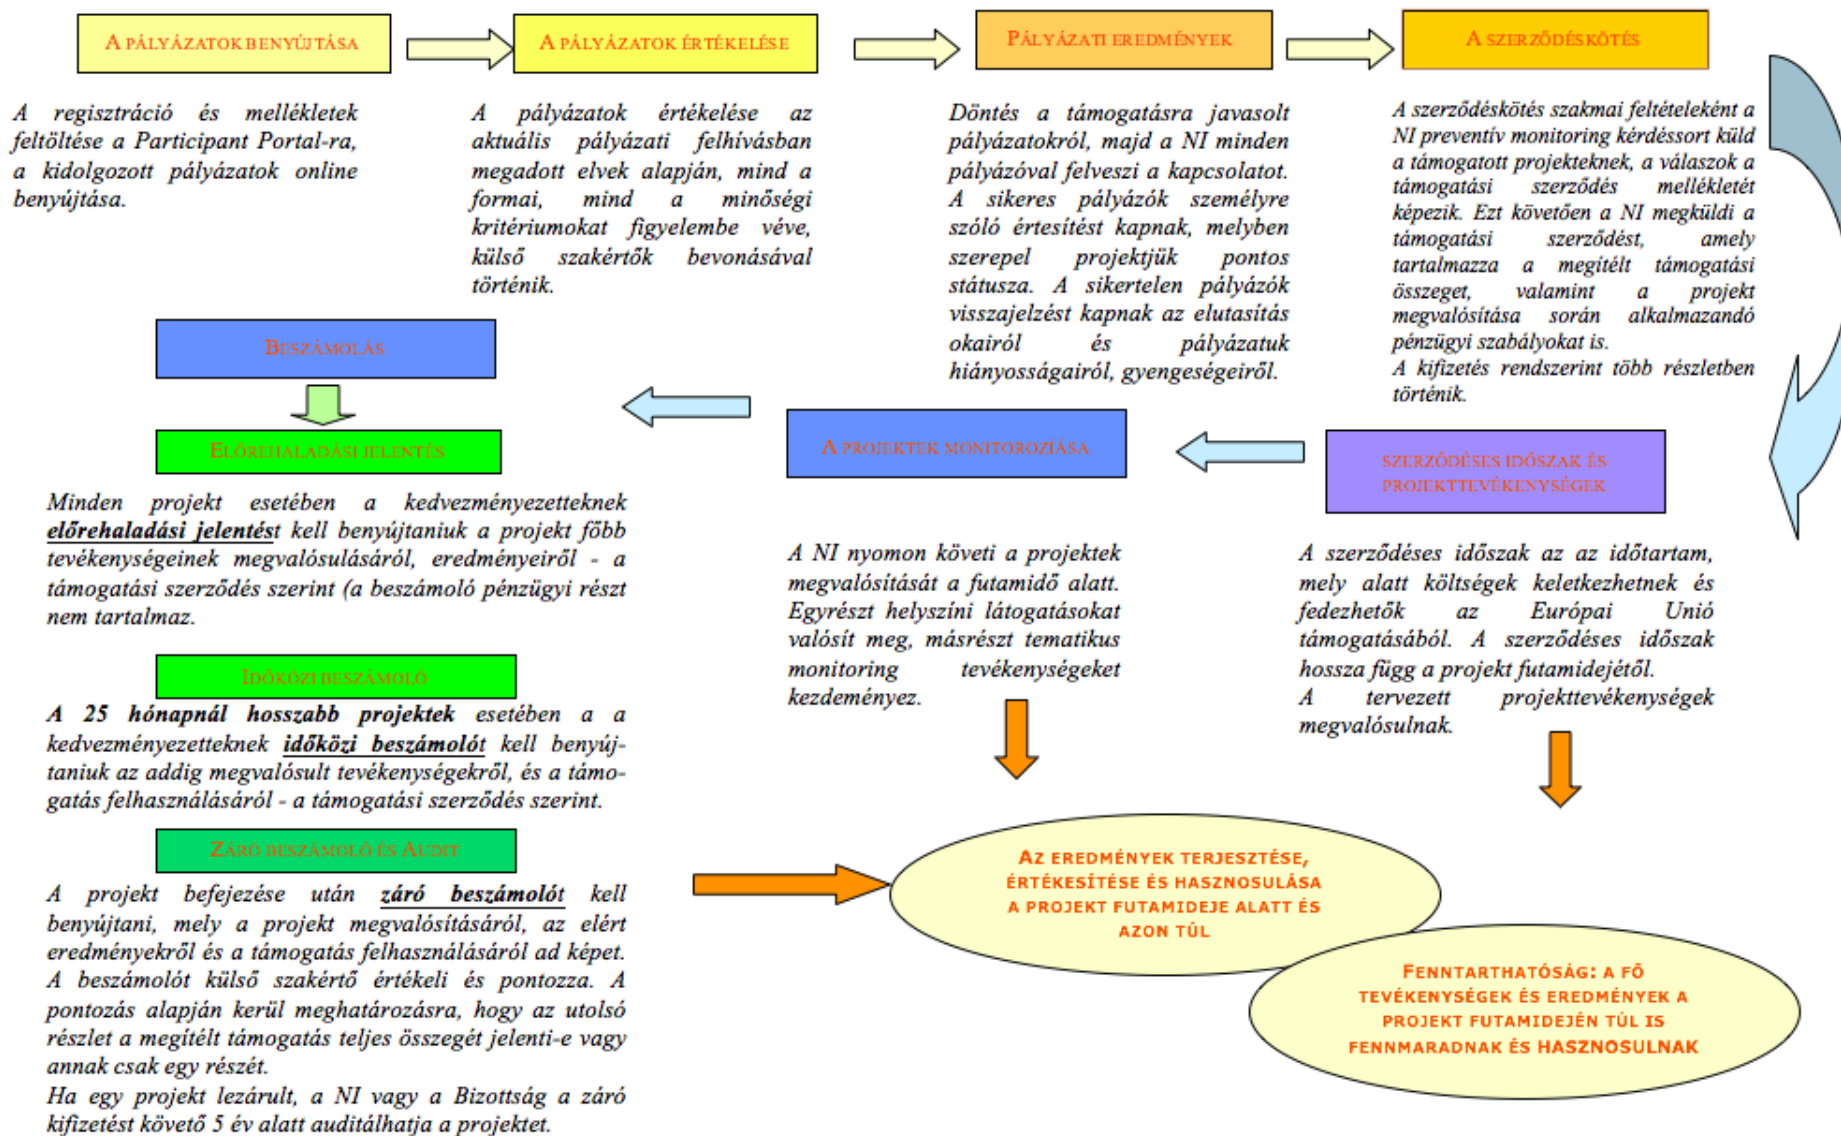 A PÁLYÁZATOK BENYÚJTÁSA
A regisztráció és mellékletek
feltöltése a Participant Portal-ra,
a kidolgozott pályázatok online
benyújtása.
A PÁLYÁZATOK ÉRTÉKELÉSE
A pályázatok értékelése az
aktuális pályázati felhívásban
megadott elvek alapján, mind a
formai, mind a minőségi
kritériumokat figyelembe véve,
külső szakértők bevonásával
történik.
PÁLYÁZATI EREDMÉNYEK
Döntés a támogatásra javasolt
pályázatokról, majd a NI minden
pályázóval felveszi a kapcsolatot.
A sikeres pályázók személyre
szóló értesítést kapnak, melyben
szerepel projektjük pontos
státusza. A sikertelen pályázók
visszajelzést kapnak az elutasítás
okairól és pályázatuk
hiányosságairól, gyengeségeiről.
A SZERZŐDÉSKÖTÉS
A szerződéskötés szakmai feltételeként a
NI preventív monitoring kérdéssort küld
a támogatott projekteknek, a válaszok a
támogatási szerződés mellékletét
képezik. Ezt követően a NI megküldi a
támogatási szerződést, amely
tartalmazza a megítélt támogatási
összeget, valamint a projekt
megvalósítása során alkalmazandó
pénzügyi szabályokat is.
A kifizetés rendszerint több részletben
történik.
SZERZŐDÉSES IDŐSZAK ÉS
PROJEKTTEVÉKENYSÉGEK
A szerződéses időszak az az időtartam,
mely alatt költségek keletkezhetnek és
fedezhetők az Európai Unió
támogatásából. A szerződéses időszak
hossza függ a projekt futamidejétől.
A tervezett projekttevékenységek
megvalósulnak.
A PROJEKTEK MONITOROZÍÁSA
A NI nyomon követi a projektek
megvalósítását a futamidő alatt.
Egyrészt helyszíni látogatásokat
valósít meg, másrészt tematikus
monitoring tevékenységeket
kezdeményez.
BESZÁMOLÁS
ELŐREHALADÁSI JELENTÉS
Minden projekt esetében a kedvezményezetteknek
előrehaladási jelentést kell benyújtaniuk a projekt főbb
tevékenységeinek megvalósulásáról, eredményeiről - a
támogatási szerződés szerint (a beszámoló pénzügyi részt
nem tartalmaz.
IDŐKÖZI BESZÁMOLÓ
A 25 hónapnál hosszabb projektek esetében a a
kedvezményezetteknek időközi beszámolót kell benyúj-
taniuk az addig megvalósult tevékenységekről, és a támo-
gatás felhasználásáról - a támogatási szerződés szerint.
ZÁRÓ BESZÁMOLÓ ÉS AUDIT
A projekt befejezése után záró beszámolót kell
benyújtani, mely a projekt megvalósításáról, az elért
eredményekről és a támogatás felhasználásáról ad képet.
A beszámolót külső szakértő értékeli és pontozza. A
pontozás alapján kerül meghatározásra, hogy az utolsó
részlet a megítélt támogatás teljes összegét jelenti-e vagy
annak csak egy részét.
Ha egy projekt lezárult, a NI vagy a Bizottság a záró
kifizetést követő 5 év alatt auditálhatja a projektet.
AZ EREDMÉNYEK TERJESZTÉSE,
ÉRTÉKESÍTÉSE ÉS HASZNOSULÁSA
A PROJEKT FUTAMIDEJE ALATT ÉS
AZON TÚL
FENNTARTHATÓSÁG: A FŐ
TEVÉKENYSÉGEK ÉS EREDMÉNYEK A
PROJEKT FUTAMIDEJÉN TÚL IS
FENNMARADNAK ÉS HASZNOSULNAK